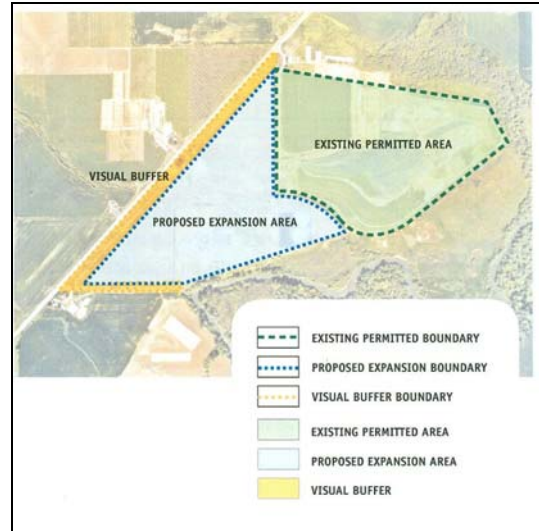 EXISTING PERMITTED AREA
VISUAL BUFFER
PROPOSED EXPANSION AREA
EXISTING PERMITTED BOUNDARY
PROPOSED EXPANSION BOUNDARY
VISUAL BUFFER BOUNDARY
EXISTING PERMITTED AREA
PROPOSED EXPANSION AREA
VISUAL BUFFER